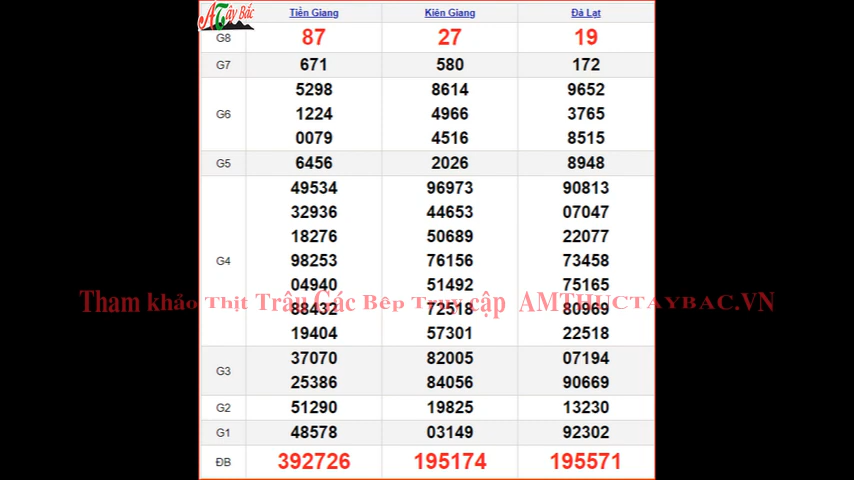 ATây Bắc
Tiền Giang Kiên Giang Đà Lạt
G8 87 27 19
G7 671 580 172
5298 8614 9652
G6 1224 4966 3765
0079 4516 8515
G5 6456 2026 8948
49534 96973 90813
32936 44653 07047
18276 50689 22077
G4 98253 76156 73458
04940 51492 75165
Tham khảo Thịt Trâu Gác Bếp Truy cập AMTHUCTAYBAC.VN
88432 72518 80969
19404 57301 22518
G3 37070 82005 07194
25386 84056 90669
G2 51290 19825 13230
G1 48578 03149 92302
ĐB 392726 195174 195571